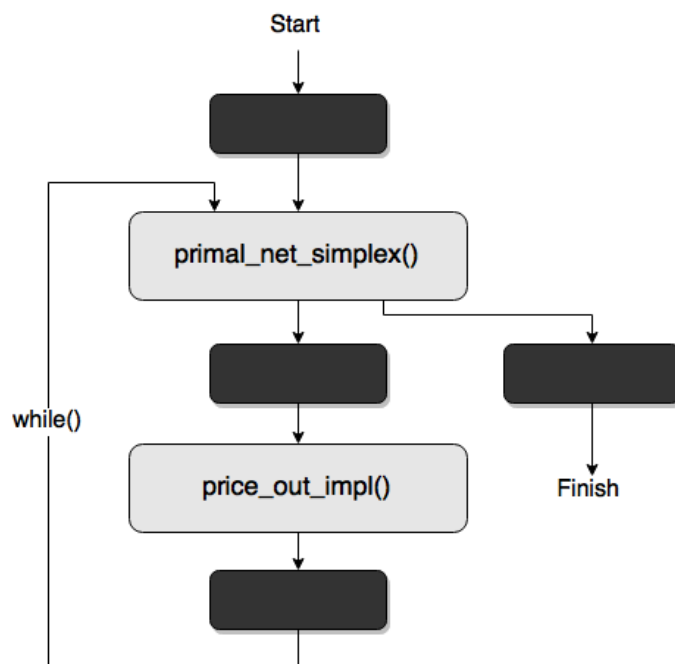 Start
primal_net_simplex()
while()
price_out_impl()
Finish